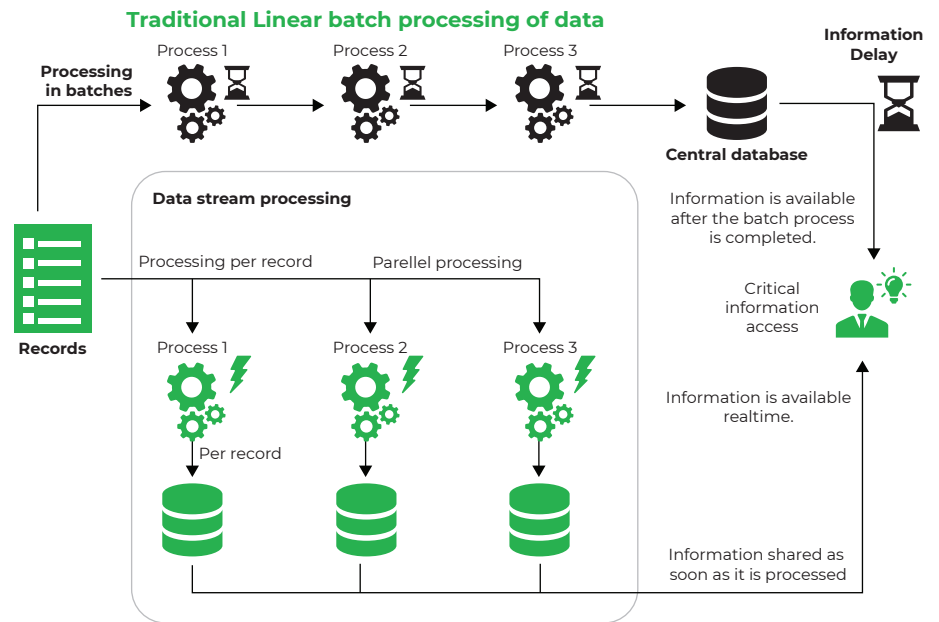 Traditional Linear batch processing of data
Process 1
Process 2
Process 3
Information
Delay
Processing
in batches
Central database
Data stream processing
Information is available
after the batch process
is completed.
Processing per record
Parellel processing
Critical
information
access
Records
Process 1
Process 2
Process 3
Information is available
realtime.
Per record
Information shared as
soon as it is processed